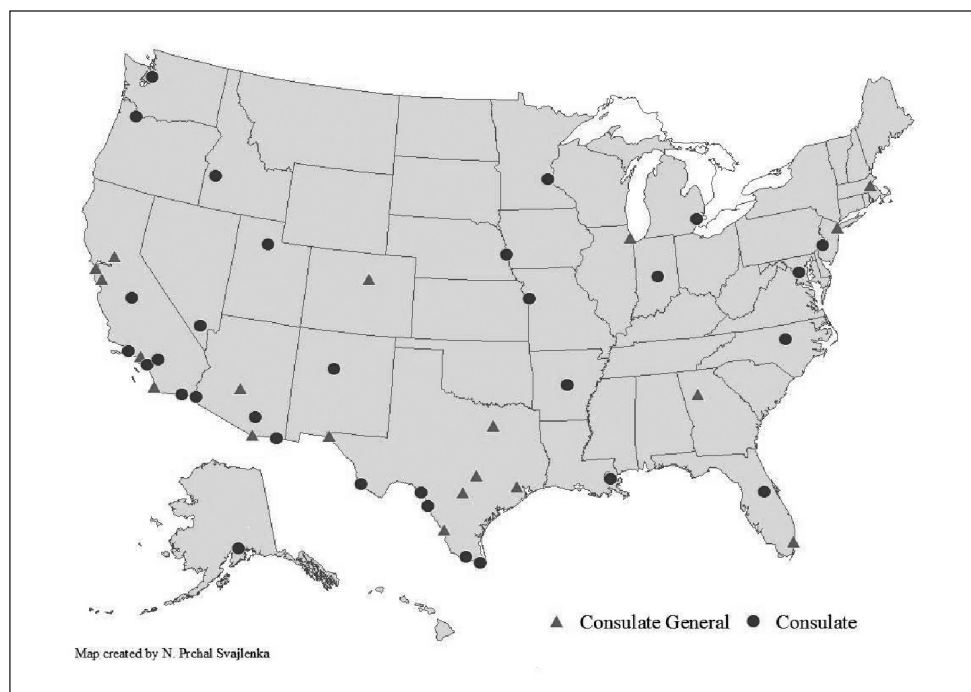 Consulate General Consulate
Map created by N. Prchal Svajlenka